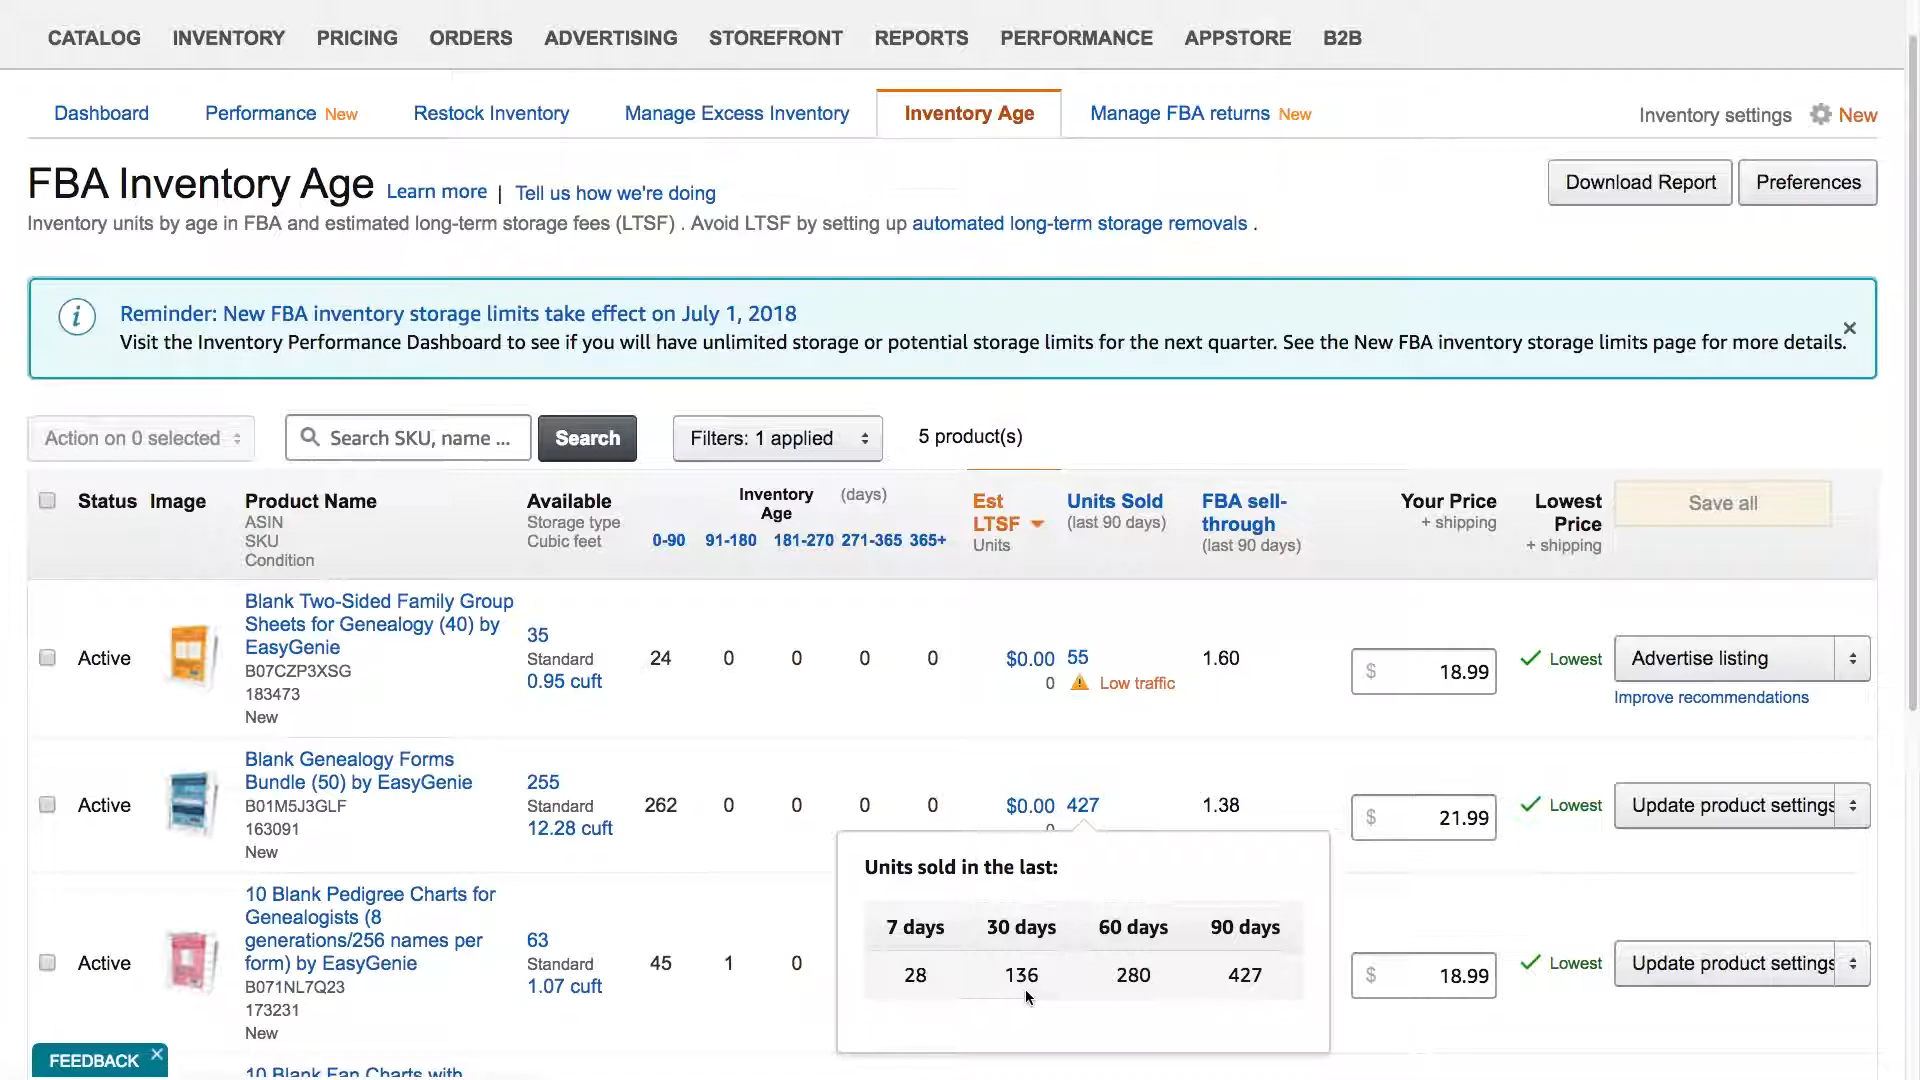 CATALOG INVENTORY PRICING ORDERS ADVERTISING STOREFRONT REPORTS PERFORMANCE APPSTORE B2B
Dashboard Performance New Restock Inventory Manage Excess Inventory Inventory Age Manage FBA returns New Inventory settings New
FBA Inventory Age Learn more | Tell us how we're doing Download Report Preferences
Inventory units by age in FBA and estimated long-term storage fees (LTSF) . Avoid LTSF by setting up automated long-term storage removals .
Reminder: New FBA inventory storage limits take effect on July 1, 2018
Visit the Inventory Performance Dashboard to see if you will have unlimited storage or potential storage limits for the next quarter. See the New FBA inventory storage limits page for more details.
Action on 0 selected Search SKU, name ... Search Filters: 1 applied 5 product(s)
Status Image Product Name
ASIN
SKU
Condition
Available
Storage type
Cubic feet
Inventory Age (days)
0-90 91-180 181-270 271-365 365+
Est
LTSF
Units
Units Sold
(last 90 days)
FBA sell-
through
(last 90 days)
Your Price
+ shipping
Lowest
Price
+ shipping
Save all
Active
Blank Two-Sided Family Group
Sheets for Genealogy (40) by
EasyGenie
B07CZP3XSG
183473
New
35
Standard
0.95 cuft
24 0 0 0 0
$0.00
0
55
Low traffic
1.60
$ 18.99
Lowest
Advertise listing
Improve recommendations
Active
Blank Genealogy Forms
Bundle (50) by EasyGenie
B01M5J3GLF
163091
New
255
Standard
12.28 cuft
262 0 0 0 0
$0.00
0
427
1.38
$ 21.99
Lowest
Update product settings
Active
10 Blank Pedigree Charts for
Genealogists (8
generations/256 names per
form) by EasyGenie
B071NL7Q23
173231
New
63
Standard
1.07 cuft
45 1 0
$ 18.99
Lowest
Update product settings
Units sold in the last:
7 days 30 days 60 days 90 days
28 136 280 427
FEEDBACK
10 Blank Fan Charts with